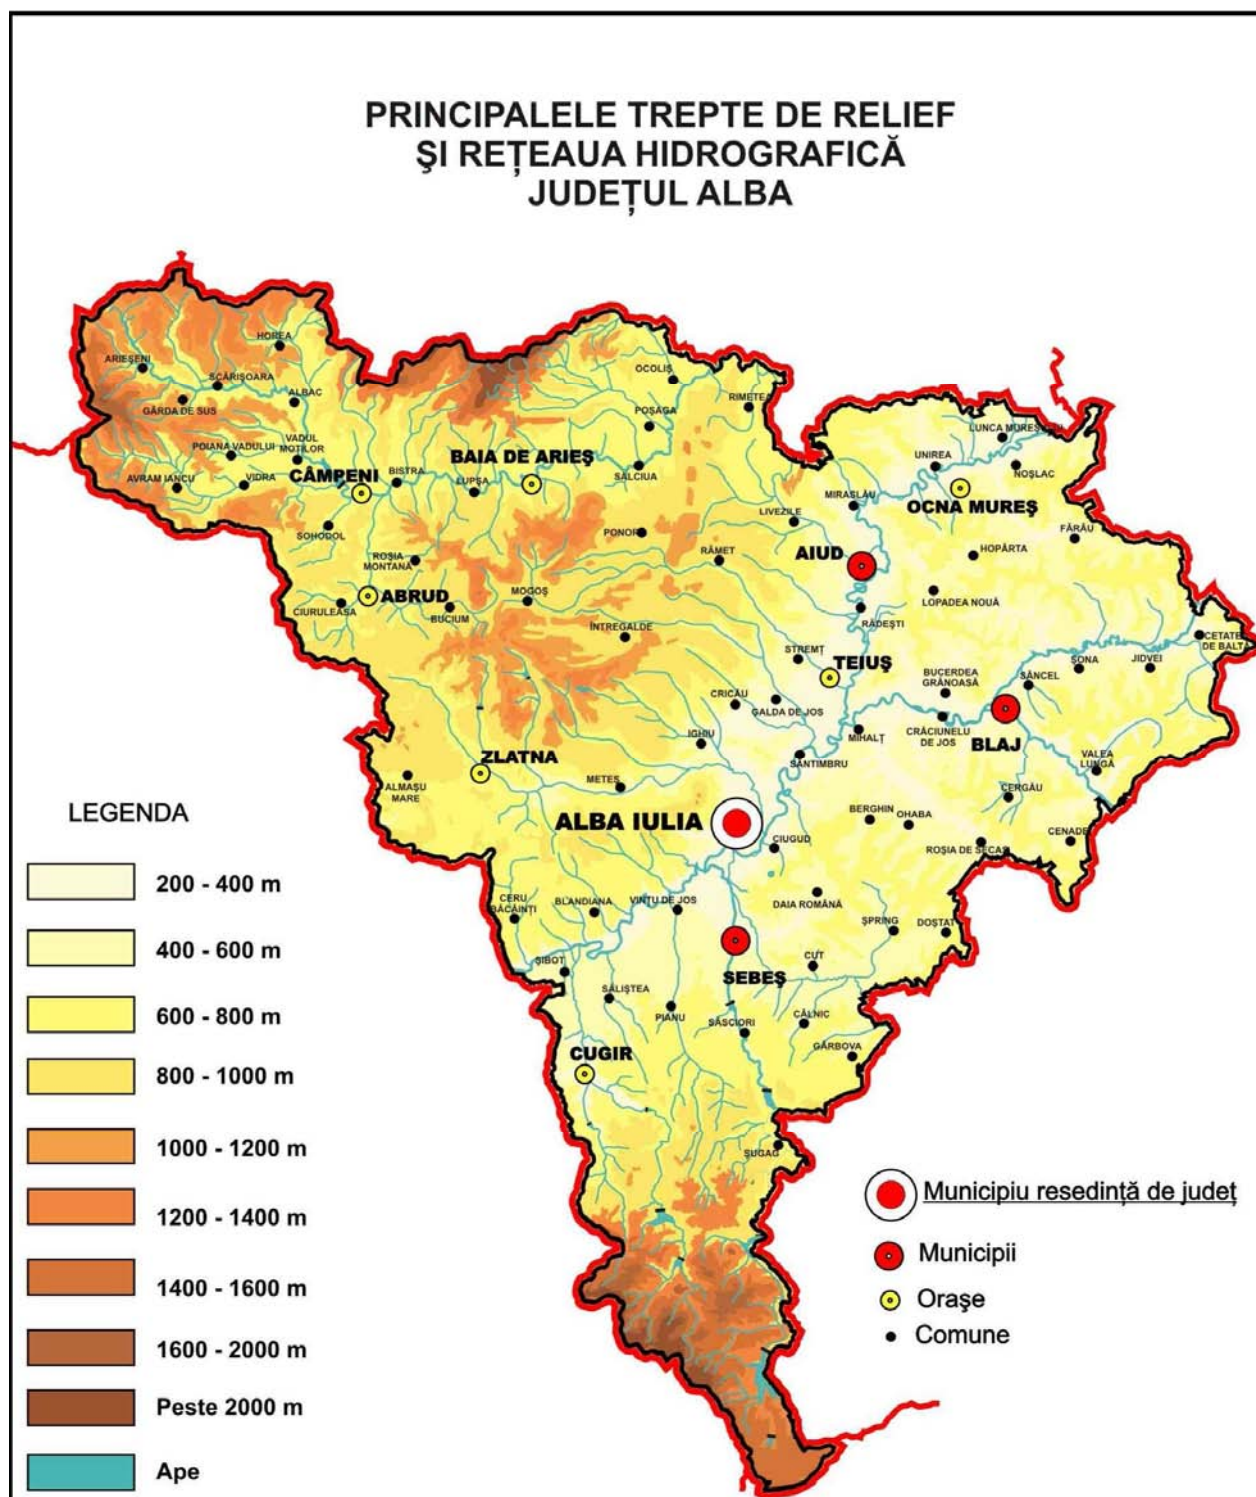 PRINCIPALELE TREPTE DE RELIEF
ŞI REŢEAUA HIDROGRAFICĂ
JUDEŢUL ALBA
HOREA
ARIEŞENI
SCĂRIŞOARA
GÂRDA DE SUS
ALBAC
OCOLIŞ
RIMETEA
POŞAGA
LUNCA MUREŞULUI
POIANA VADULUI
VADUL
MOŢILOR
BAIA DE ARIEŞ
UNIREA
AVRAM IANCU
VIDRA
CÂMPENI
BISTRA
LUPŞA
SĂLCIUA
NOŞLAC
MIRASLĂU
OCNA MUREŞ
LIVEZILE
SOHODOL
PONOR
FĂRĂU
ROŞIA
MONTANĂ
RÂMET
AIUD
HOPÂRTA
ABRUD
MOGOŞ
LOPADEA NOUĂ
CIURULEASA
BUCIUM
RĂDEŞTI
ÎNTREGALDE
CETATEA
DE BALTĂ
STREMŢ
TEIUŞ
BUCERDEA
GRÂNOASĂ
SÂNCEL
ŞONA
JIDVEI
CRICĂU
GALDA DE JOS
IGHIU
MIHALŢ
CRĂCIUNELU
DE JOS
BLAJ
ZLATNA
SÂNTIMBRU
VALEA
LUNGĂ
METEŞ
ALMAŞU
MARE
CERGĂU
LEGENDA
ALBA IULIA
BERGHIN
OHABA
CIUGUD
ROŞIA DE SECAŞ
CENADE
200 - 400 m
CERU
BĂCĂINŢI
BLANDIANA
VINŢU DE JOS
DAIA ROMÂNĂ
ŞPRING
DOŞTAT
400 - 600 m
ŞIBOT
SEBEŞ
CUT
SĂLIŞTEA
600 - 800 m
PIANU
SĂSCIORI
CÂLNIC
GÂRBOVA
CUGIR
800 - 1000 m
1000 - 1200 m
ŞUGAG
Municipiu resedinţă de judeţ
1200 - 1400 m
Municipii
1400 - 1600 m
Oraşe
1600 - 2000 m
Comune
Peste 2000 m
Ape